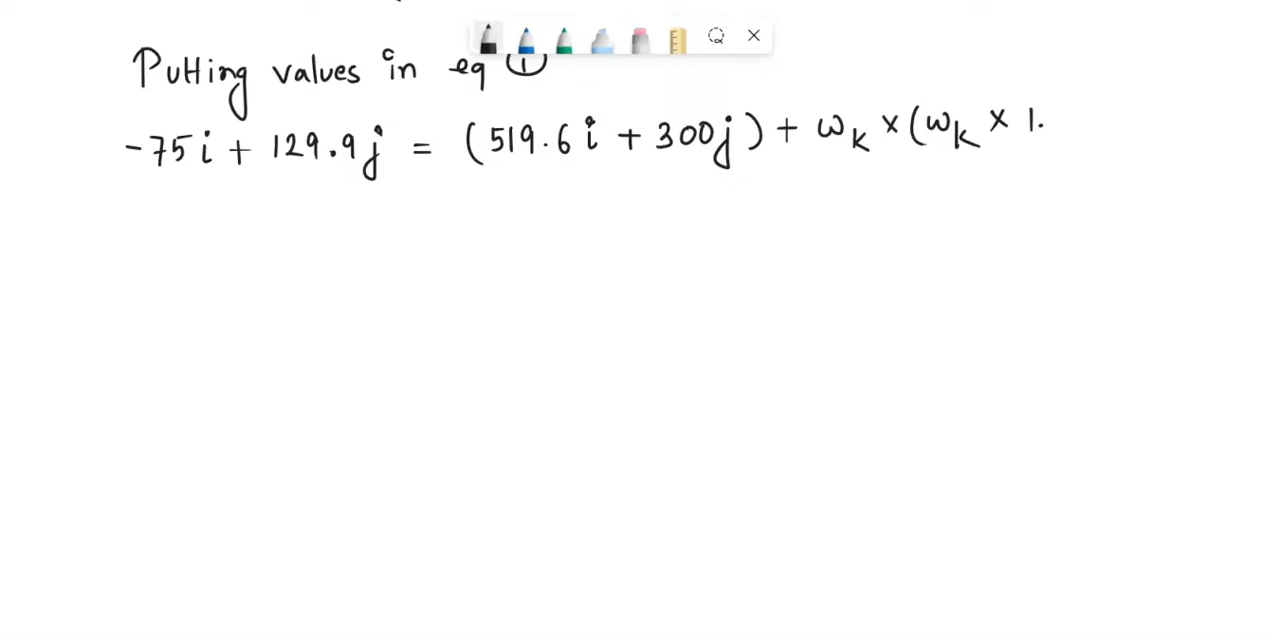 Putting values in eq ①
-75i + 129.9j = (519.6i + 300j) + ωk × (ωk × 1.